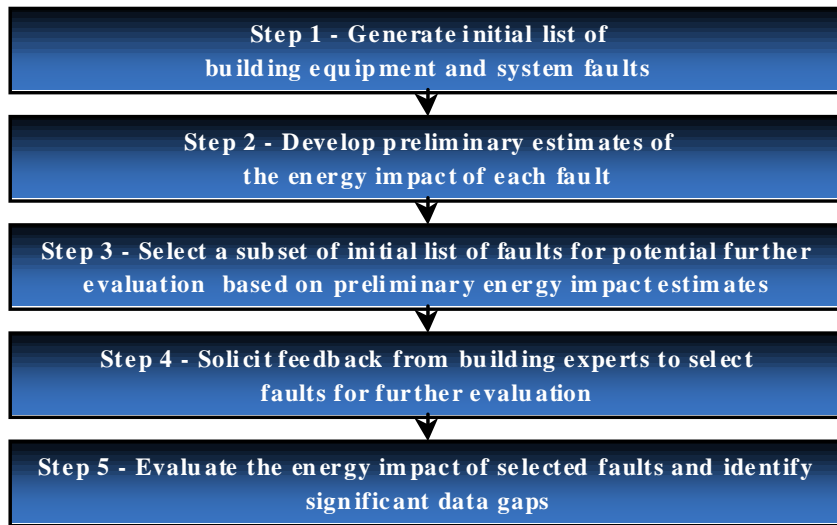 Step 1 - Generate initial list of
building equipment and system faults
Step 2 - Develop preliminary estimates of
the energy impact of each fault
Step 3 - Select a subset of initial list of faults for potential further
evaluation based on preliminary energy impact estimates
Step 4 - Solicit feedback from building experts to select
faults for further evaluation
Step 5 - Evaluate the energy impact of selected faults and identify
significant data gaps